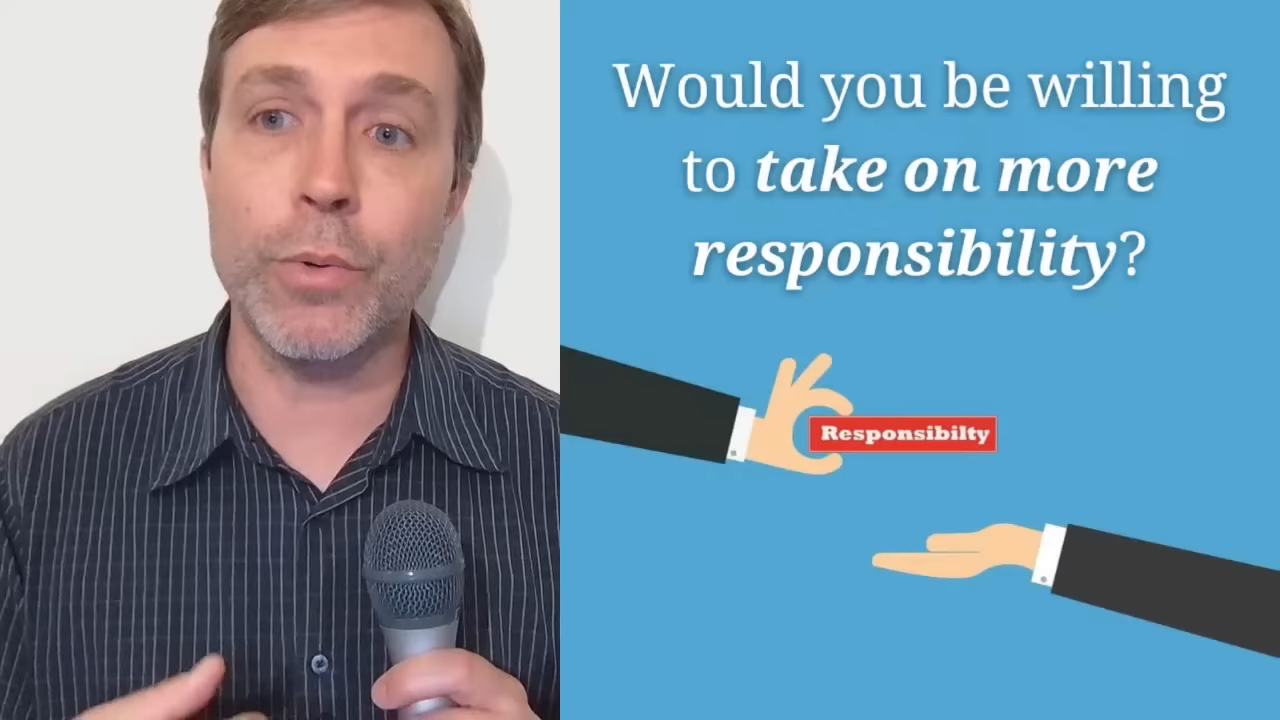 Would you be willing
to take on more
responsibility?
Responsibilty